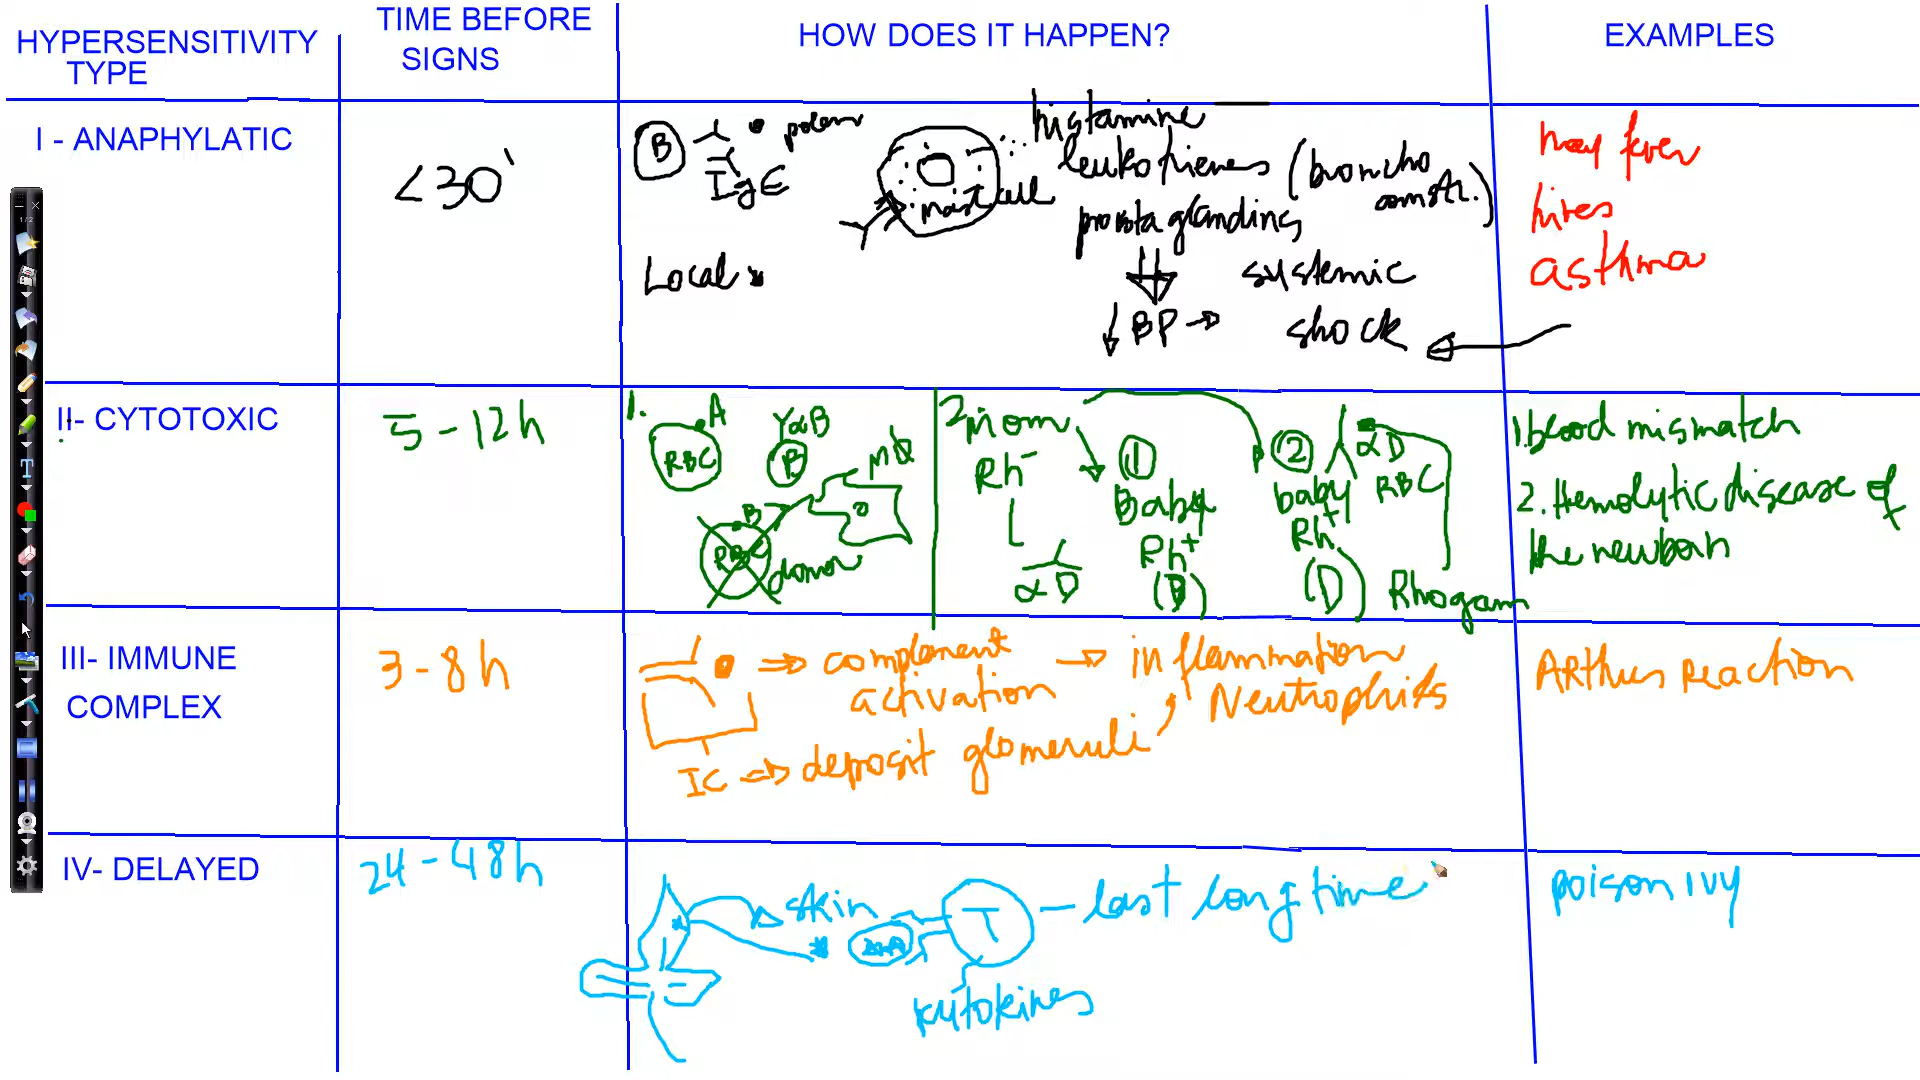 HYPERSENSITIVITY
TYPE
TIME BEFORE
SIGNS
HOW DOES IT HAPPEN?
EXAMPLES
I - ANAPHYLATIC
<30'
B
IgE
mast cell
Local
histamine
leukotrienes (broncho
constr.)
prostaglandins
systemic
↓ BP →
shock
hay fever
hives
asthma
II- CYTOTOXIC
5 - 12h
1.
A
RBC
YαB
B
MΦ
B
RBC
donor
2
mom
Rh-
αD
1
Baby
Rh+
(D)
2
αD
baby RBC
Rh+
(D)
Rhogam
1. blood mismatch
2. Hemolytic disease of
the newborn
III- IMMUNE
COMPLEX
3 - 8h
⇒ complement → inflammation
activation
Neutrophils
IC ⇒ deposit glomeruli
Arthus reaction
IV- DELAYED
24 - 48h
skin
T
- last long time
kytokines
poison ivy
1/2